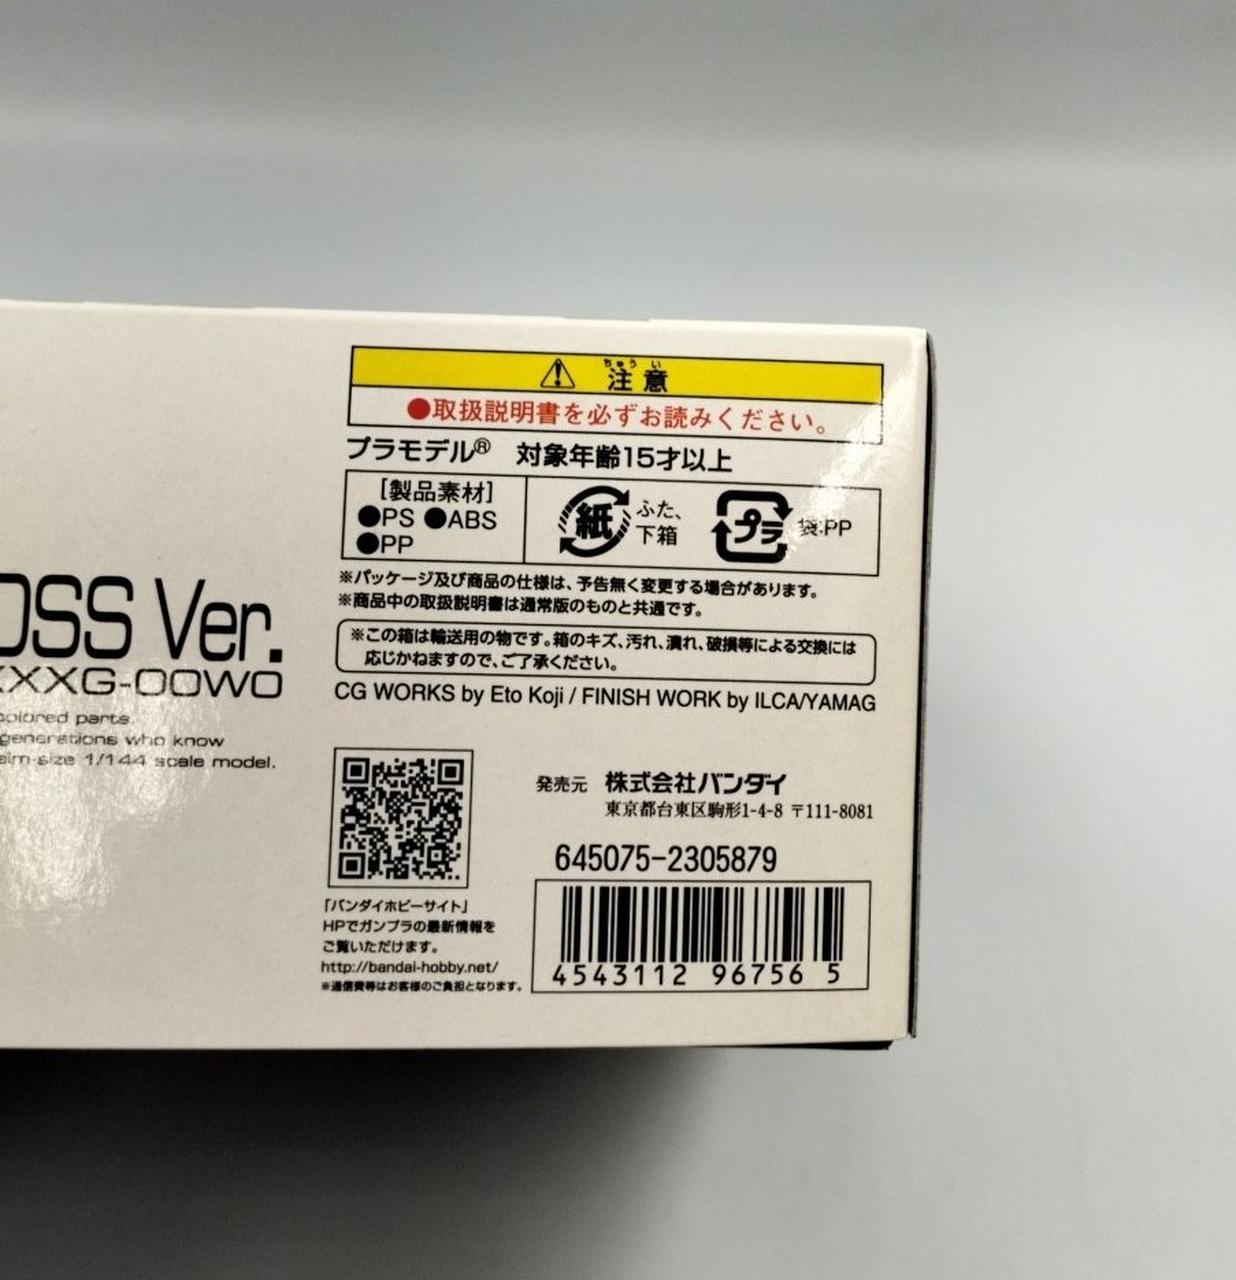 OSS Ver.
XXXG-00W0
colored parts.
generations who know
alm-size 1/144 scale model.
ちゅうい
注意
●取扱説明書を必ずお読みください。
プラモデル® 対象年齢15才以上
[製品素材]
●PS ●ABS
●PP
紙 ふた、
下箱
プラ 袋:PP
※パッケージ及び商品の仕様は、予告無く変更する場合があります。
※商品中の取扱説明書は通常版のものと共通です。
※この箱は輸送用の物です。箱のキズ、汚れ、潰れ、破損等による交換には
応じかねますので、ご了承ください。
CG WORKS by Eto Koji / FINISH WORK by ILCA/YAMAG
発売元 株式会社バンダイ
東京都台東区駒形1-4-8 〒111-8081
645075-2305879
4543112 96756 5
「バンダイホビーサイト」
HPでガンプラの最新情報を
ご覧いただけます。
http://bandai-hobby.net/
※通信費等はお客様のご負担となります。